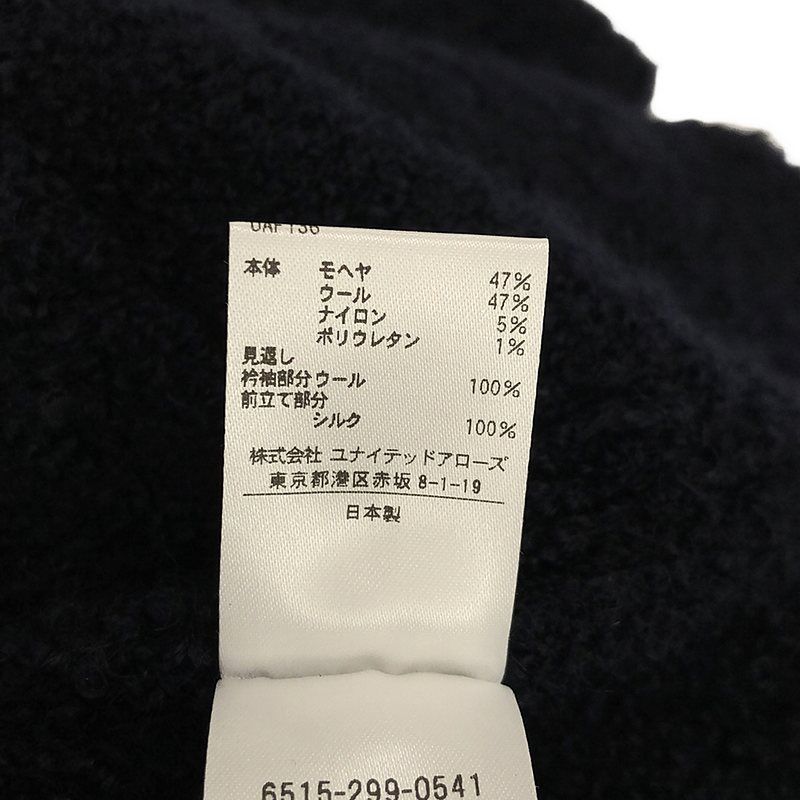 UAF136
本体 モヘヤ 47%
ウール 47%
ナイロン 5%
ポリウレタン 1%
見返し
衿袖部分 ウール 100%
前立て部分
シルク 100%
株式会社 ユナイテッドアローズ
東京都港区赤坂 8-1-19
日本製
6515-299-0541